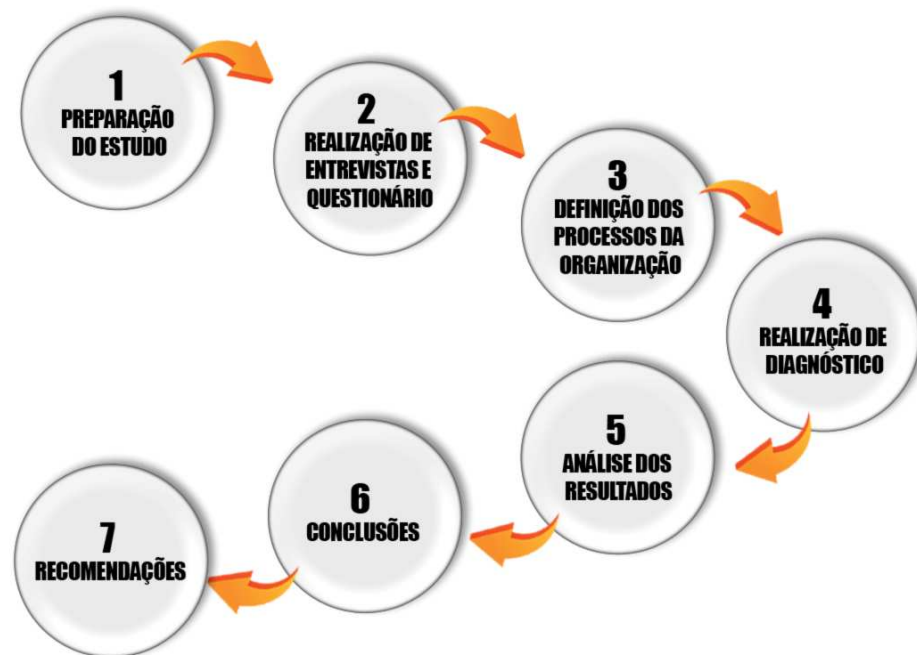 1
PREPARAÇÃO
DO ESTUDO
2
REALIZAÇÃO DE
ENTREVISTAS E
QUESTIONÁRIO
3
DEFINIÇÃO DOS
PROCESSOS DA
ORGANIZAÇÃO
4
REALIZAÇÃO DE
DIAGNÓSTICO
5
ANÁLISE DOS
RESULTADOS
6
CONCLUSÕES
7
RECOMENDAÇÕES